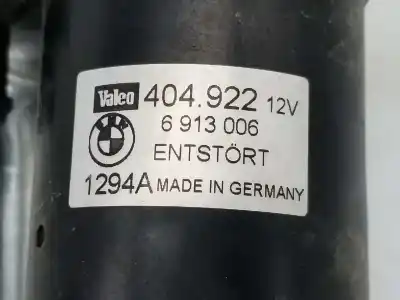 Valeo 404.922 12V
6 913 006
ENTSTÖRT
1294A MADE IN GERMANY